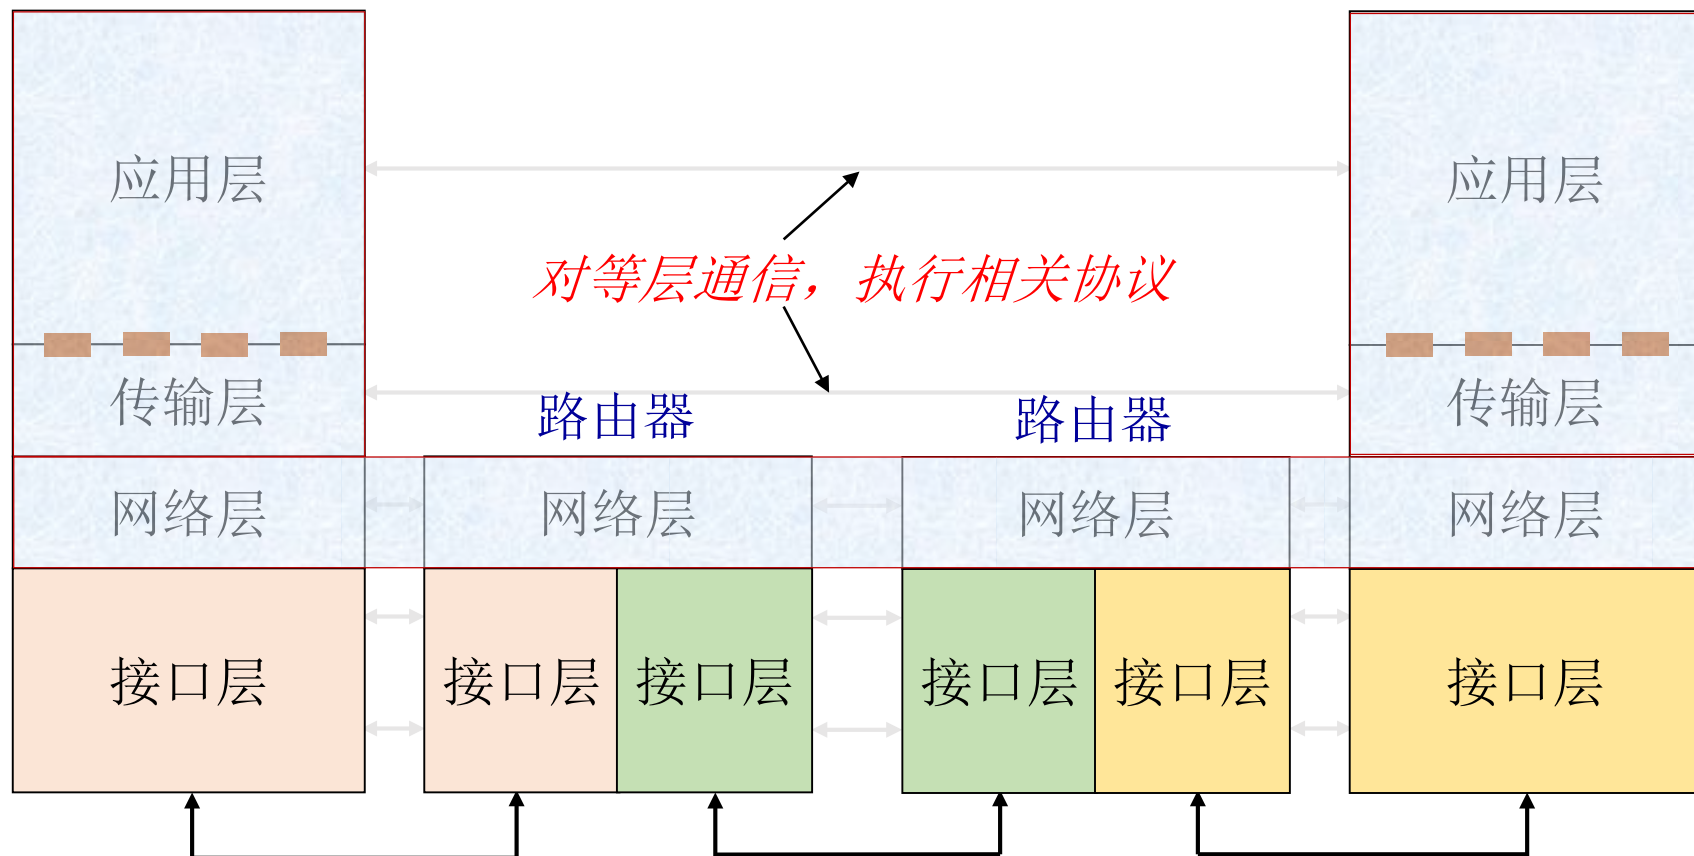 应用层
应用层
对等层通信，执行相关协议
传输层
路由器
路由器
传输层
网络层
网络层
网络层
网络层
接口层
接口层
接口层
接口层
接口层
接口层